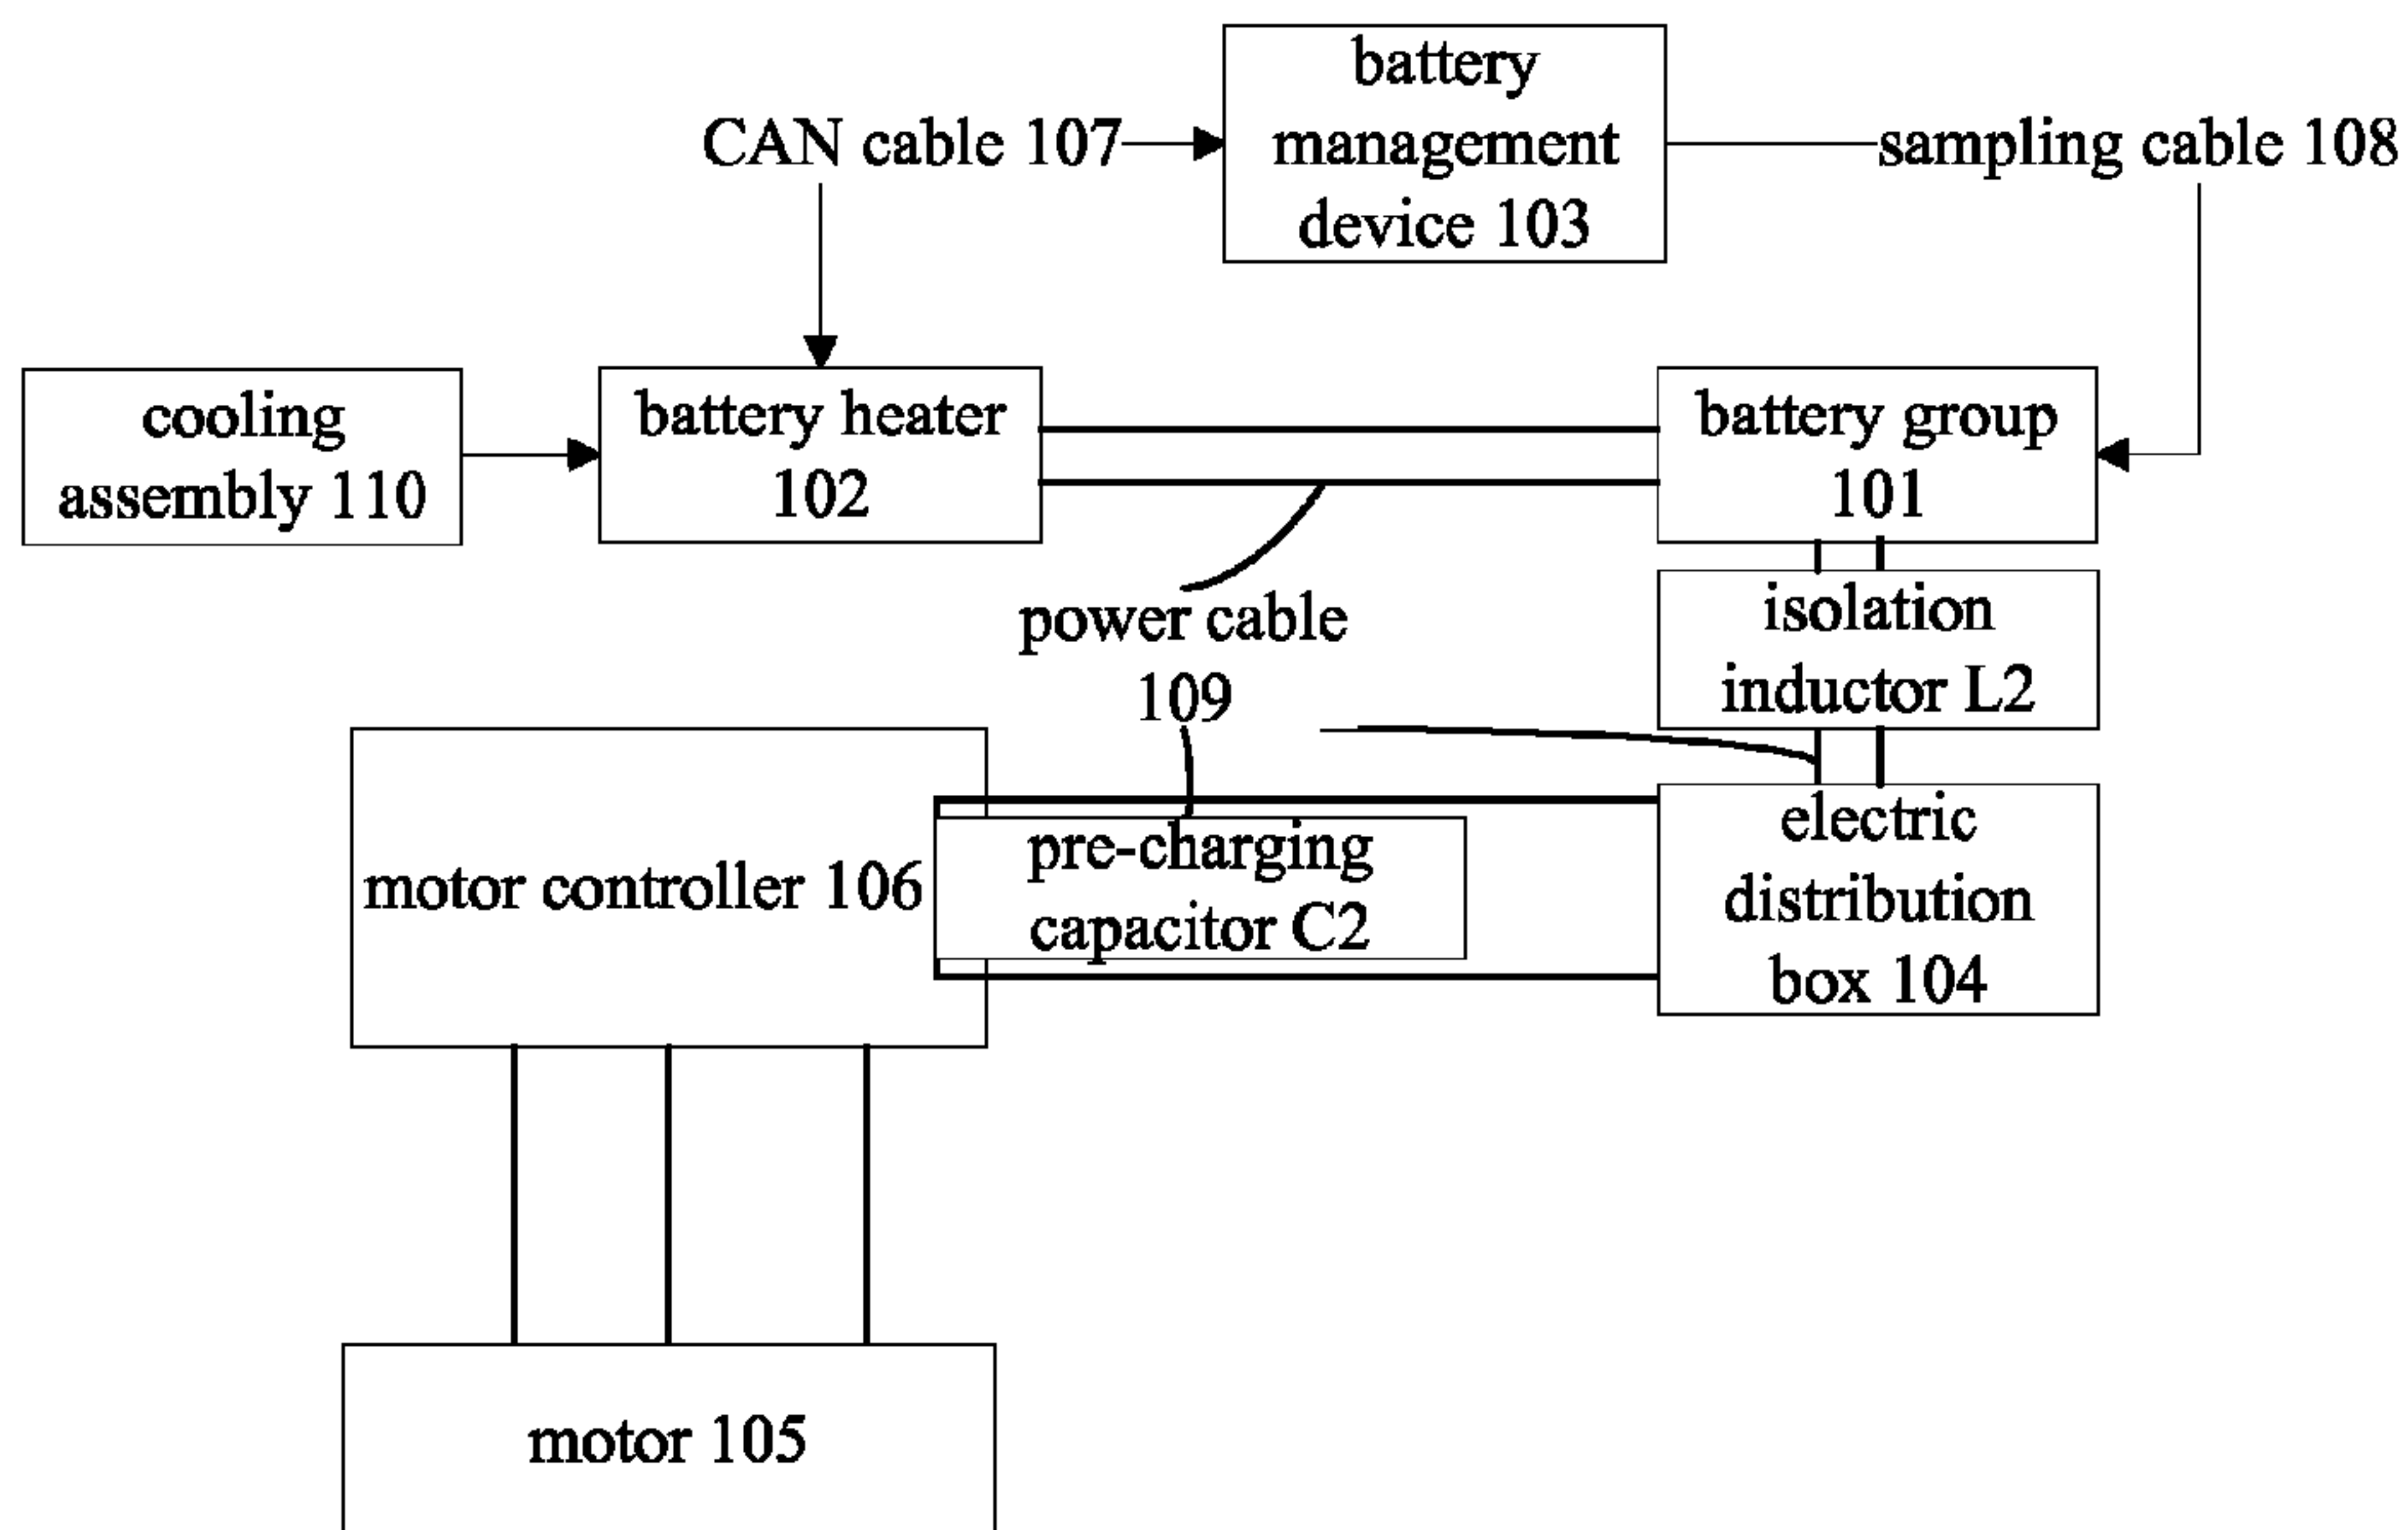 battery
management
device 103
CAN cable 107
sampling cable 108
cooling
assembly 110
battery heater
102
battery group
101
power cable
109
isolation
inductor L2
motor controller 106
pre-charging
capacitor C2
electric
distribution
box 104
motor 105